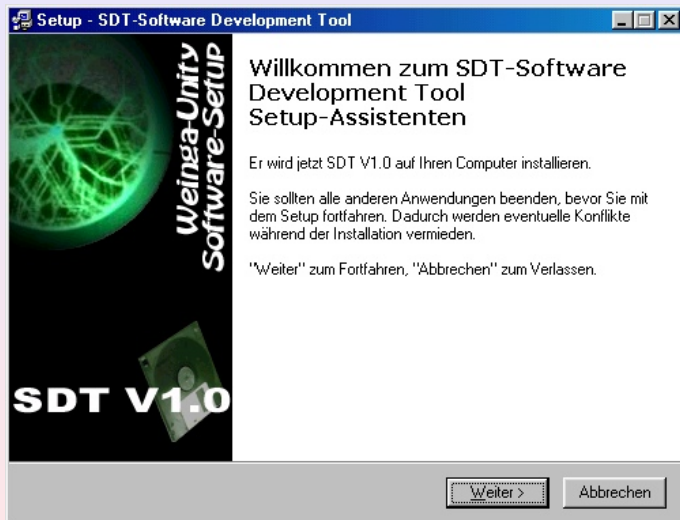 Setup - SDT-Software Development Tool
Weinga-Unity
Software-Setup
SDT V1.0
Willkommen zum SDT-Software
Development Tool
Setup-Assistenten
Er wird jetzt SDT V1.0 auf Ihren Computer installieren.
Sie sollten alle anderen Anwendungen beenden, bevor Sie mit
dem Setup fortfahren. Dadurch werden eventuelle Konflikte
während der Installation vermieden.
"Weiter" zum Fortfahren, "Abbrechen" zum Verlassen.
Weiter >
Abbrechen